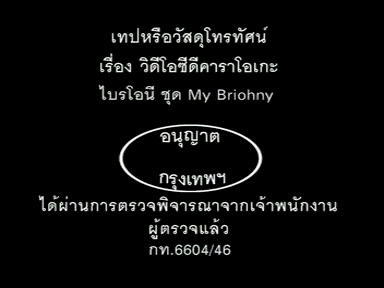 เทปหรือวัสดุโทรทัศน์
เรื่อง วิดีโอซีดีคาราโอเกะ
ไบรโอนี ชุด My Briohny
อนุญาต
กรุงเทพฯ
ได้ผ่านการตรวจพิจารณาจากเจ้าพนักงาน
ผู้ตรวจแล้ว
กท.6604/46